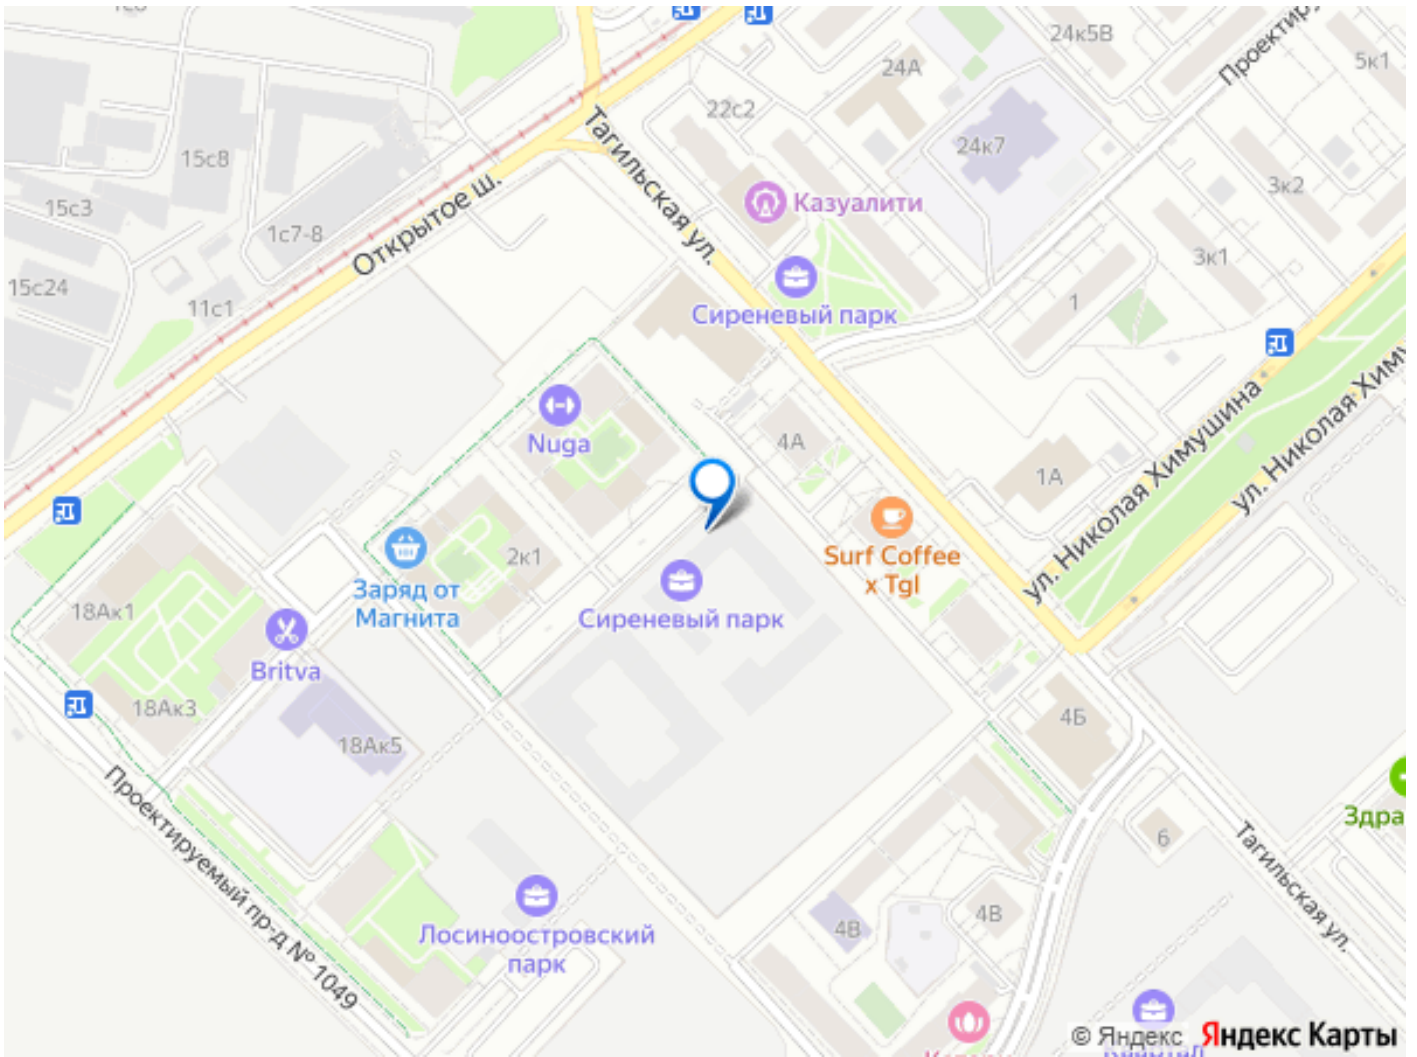 24к5В
Проектир
5к1
24А
22с2
Тагильская ул.
24к7
15с8
3к2
Казуалити
15с3
Открытое ш.
1с7-8
3к1
15с24
11с1
1
Сиреневый парк
ул. Николая Химушина
ул. Николая Хим
Nuga
4А
1А
Surf Coffee
x Tgl
2к1
Заряд от
Магнита
18Ак1
Сиреневый парк
Britva
18Ак3
4Б
18Ак5
Проектируемый пр-д № 1049
Здра
6
Тагильская ул.
4В
4В
Лосиноостровский
парк
© Яндекс Яндекс Карты